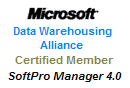 Microsoft
Data Warehousing
Alliance
Certified Member
SoftPro Manager 4.0